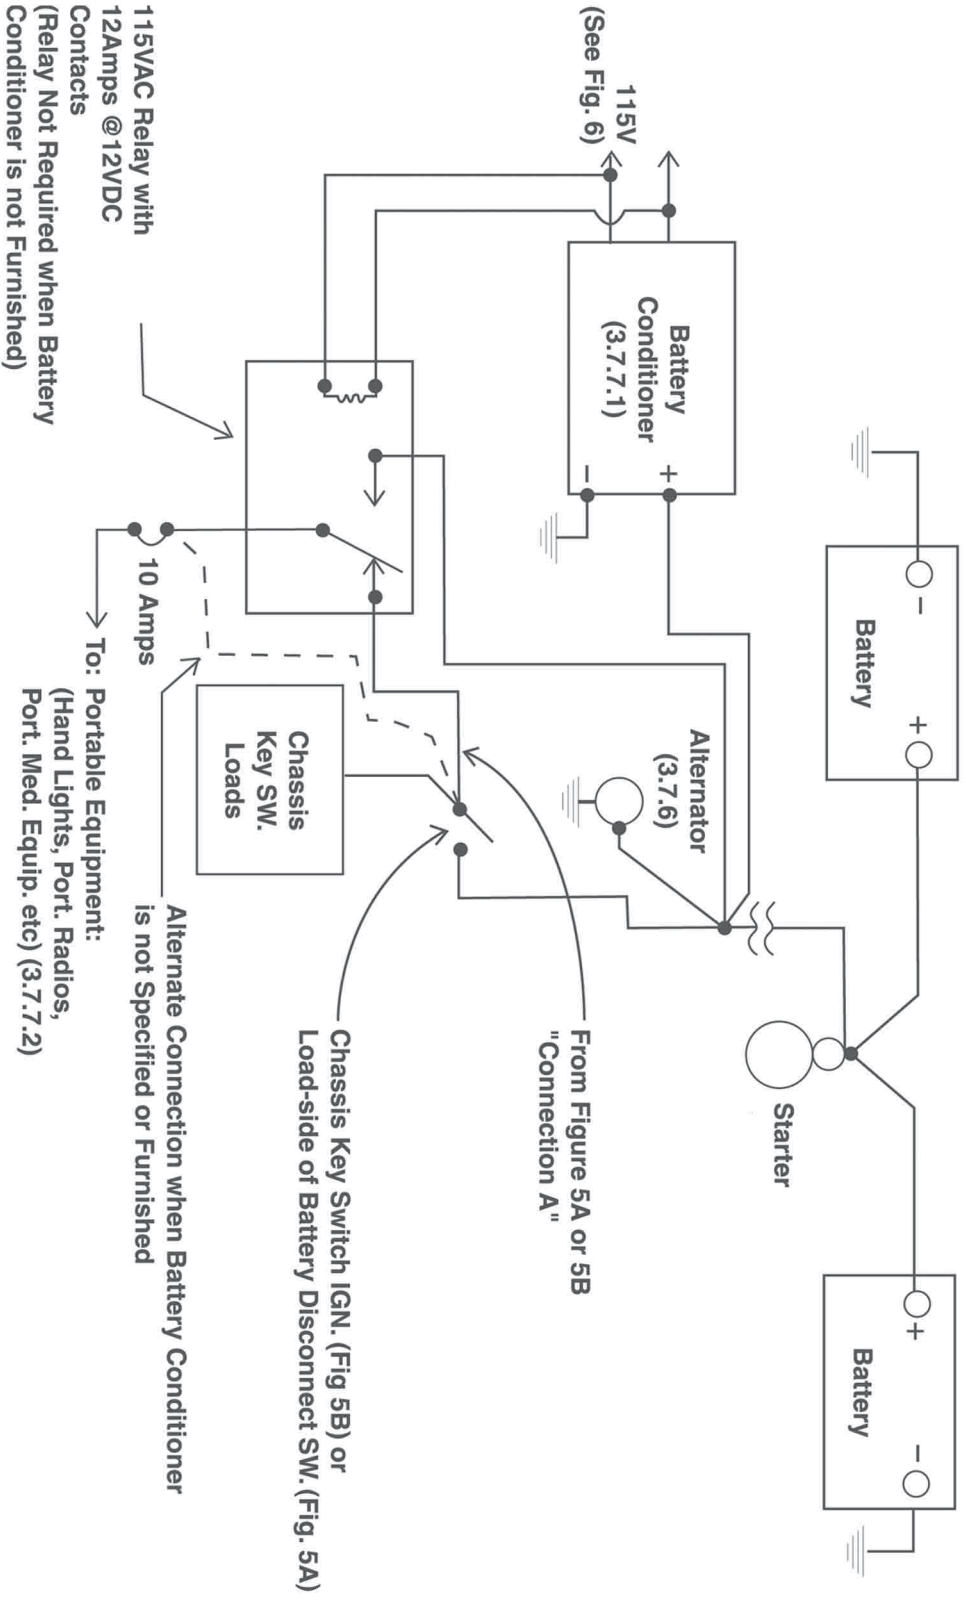 Battery
-
+
Battery
+
-
Starter
Battery
Conditioner
(3.7.7.1)
+
-
115V
(See Fig. 6)
Alternator
(3.7.6)
From Figure 5A or 5B
"Connection A"
Chassis Key Switch IGN. (Fig 5B) or
Load-side of Battery Disconnect SW. (Fig. 5A)
Chassis
Key SW.
Loads
10 Amps
Alternate Connection when Battery Conditioner
is not Specified or Furnished
115VAC Relay with
12Amps @12VDC
Contacts
(Relay Not Required when Battery
Conditioner is not Furnished)
To: Portable Equipment:
(Hand Lights, Port. Radios,
Port. Med. Equip. etc) (3.7.7.2)